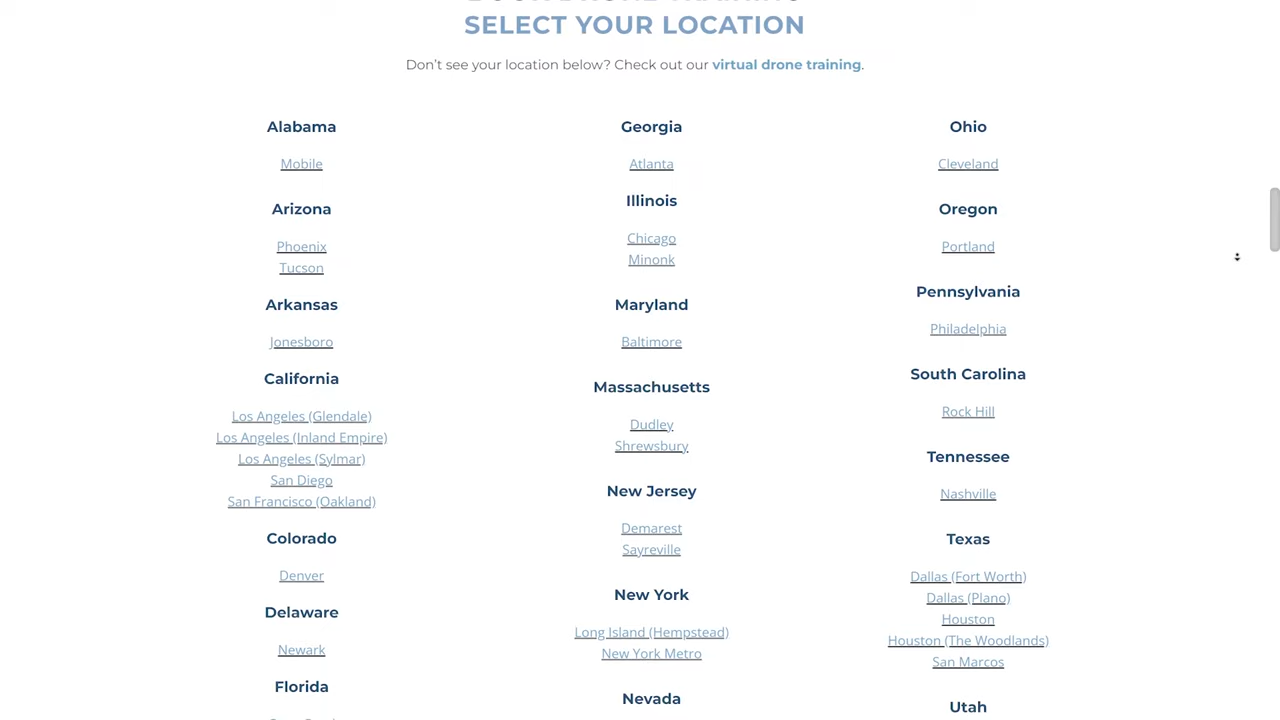 SELECT YOUR LOCATION
Don’t see your location below? Check out our virtual drone training.
Alabama
Mobile
Arizona
Phoenix
Tucson
Arkansas
Jonesboro
California
Los Angeles (Glendale)
Los Angeles (Inland Empire)
Los Angeles (Sylmar)
San Diego
San Francisco (Oakland)
Colorado
Denver
Delaware
Newark
Florida
Georgia
Atlanta
Illinois
Chicago
Minonk
Maryland
Baltimore
Massachusetts
Dudley
Shrewsbury
New Jersey
Demarest
Sayreville
New York
Long Island (Hempstead)
New York Metro
Nevada
Ohio
Cleveland
Oregon
Portland
Pennsylvania
Philadelphia
South Carolina
Rock Hill
Tennessee
Nashville
Texas
Dallas (Fort Worth)
Dallas (Plano)
Houston
Houston (The Woodlands)
San Marcos
Utah